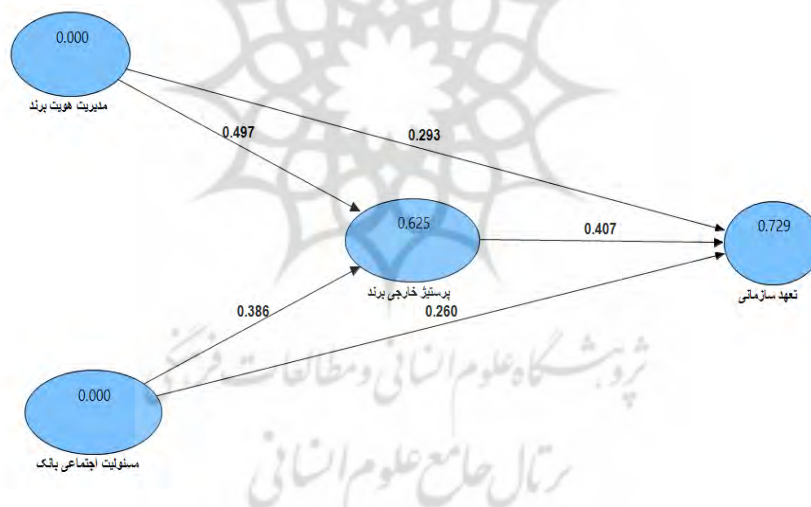 0.000
مدیریت هویت برند
0.497
0.293
0.625
پرستیژ خارجی برند
0.407
0.729
تعهد سازمانی
0.386
0.260
0.000
مسئولیت اجتماعی بانک
پژوهشگاه علوم انسانی و مطالعات فرهنگی
پرتال جامع علوم انسانی